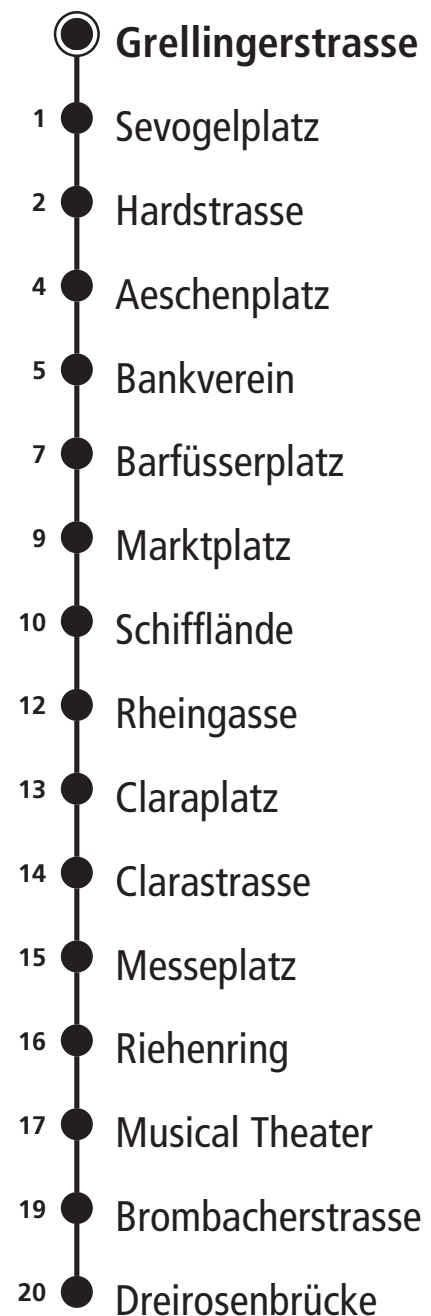 Grellingerstrasse
1 Sevogelplatz
2 Hardstrasse
4 Aeschenplatz
5 Bankverein
7 Barfüsserplatz
9 Marktplatz
10 Schifflände
12 Rheingasse
13 Claraplatz
14 Clarastrasse
15 Messeplatz
16 Riehenring
17 Musical Theater
19 Brombacherstrasse
20 Dreirosenbrücke